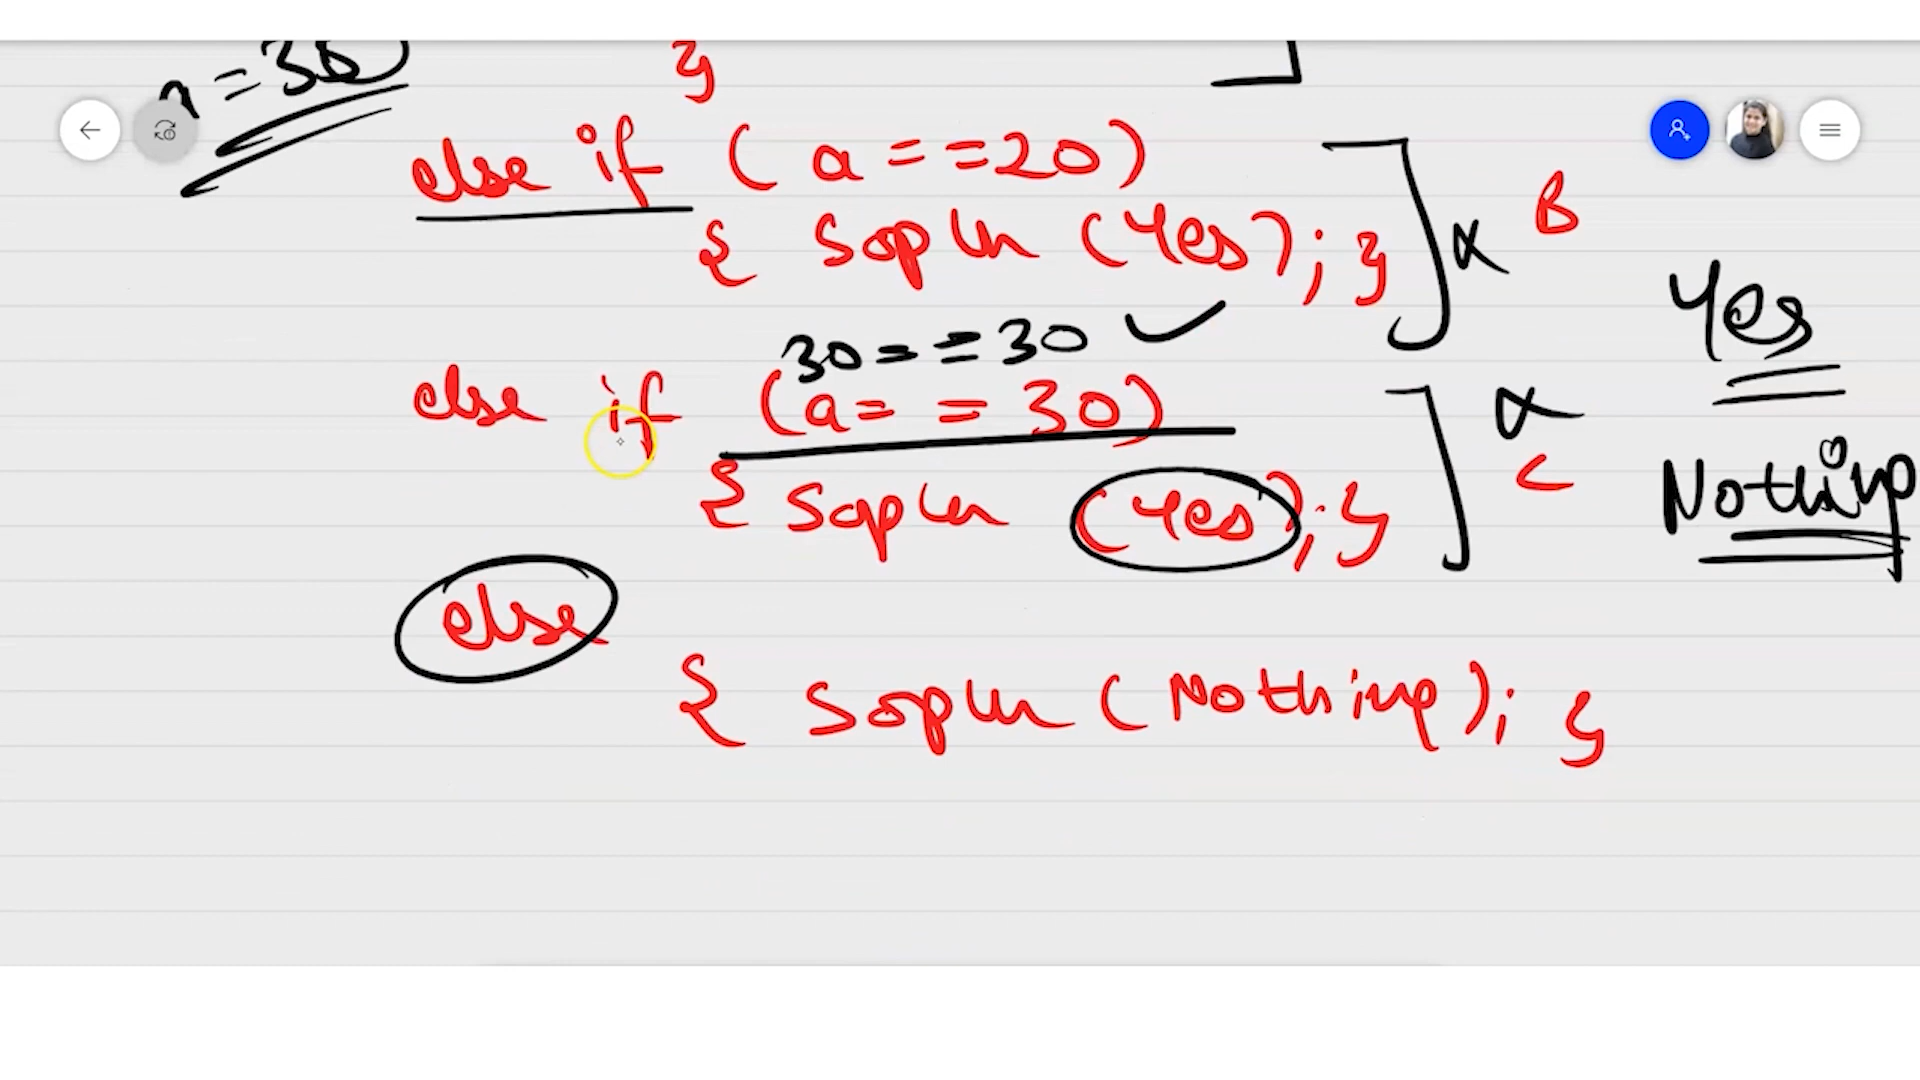 = 30
}
else if ( a = = 20 )
{ Sopln ( Yes ) ; }
B
Yes
30 = = 30
else if ( a = = 30 )
{ Sopln ( Yes ) ; }
C
Nothing
else
{ Sopln ( Nothing ) ; }